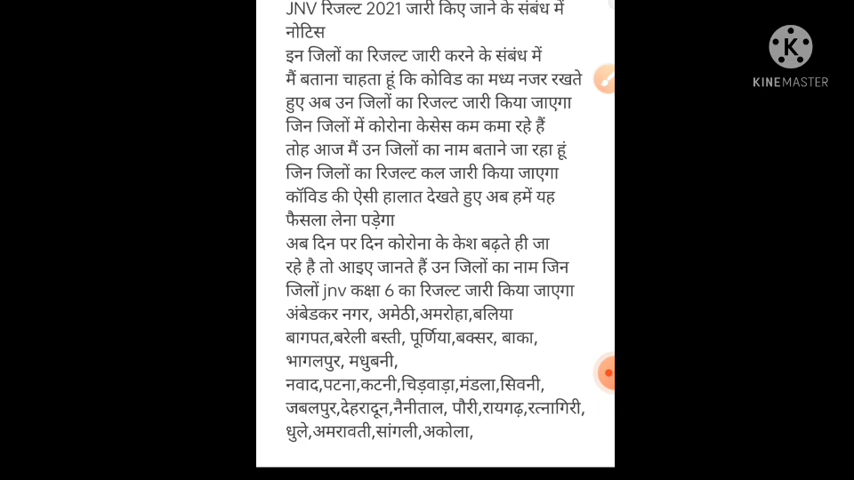 JNV रिजल्ट 2021 जारी किए जाने के संबंध में
नोटिस
इन जिलों का रिजल्ट जारी करने के संबंध में
मैं बताना चाहता हूं कि कोविड का मध्य नजर रखते
हुए अब उन जिलों का रिजल्ट जारी किया जाएगा
जिन जिलों में कोरोना केसेस कम कमा रहे हैं
तोह आज मैं उन जिलों का नाम बताने जा रहा हूं
जिन जिलों का रिजल्ट कल जारी किया जाएगा
कॉविड की ऐसी हालात देखते हुए अब हमें यह
फैसला लेना पड़ेगा
अब दिन पर दिन कोरोना के केश बढ़ते ही जा
रहे है तो आइए जानते हैं उन जिलों का नाम जिन
जिलों jnv कक्षा 6 का रिजल्ट जारी किया जाएगा
अंबेडकर नगर, अमेठी,अमरोहा,बलिया
बागपत,बरेली बस्ती, पूर्णिया,बक्सर, बाका,
भागलपुर, मधुबनी,
नवाद,पटना,कटनी,चिड़वाड़ा,मंडला,सिवनी,
जबलपुर,देहरादून,नैनीताल, पौरी,रायगढ़,रत्नागिरी,
धुले,अमरावती,सांगली,अकोला,
K
KINEMASTER